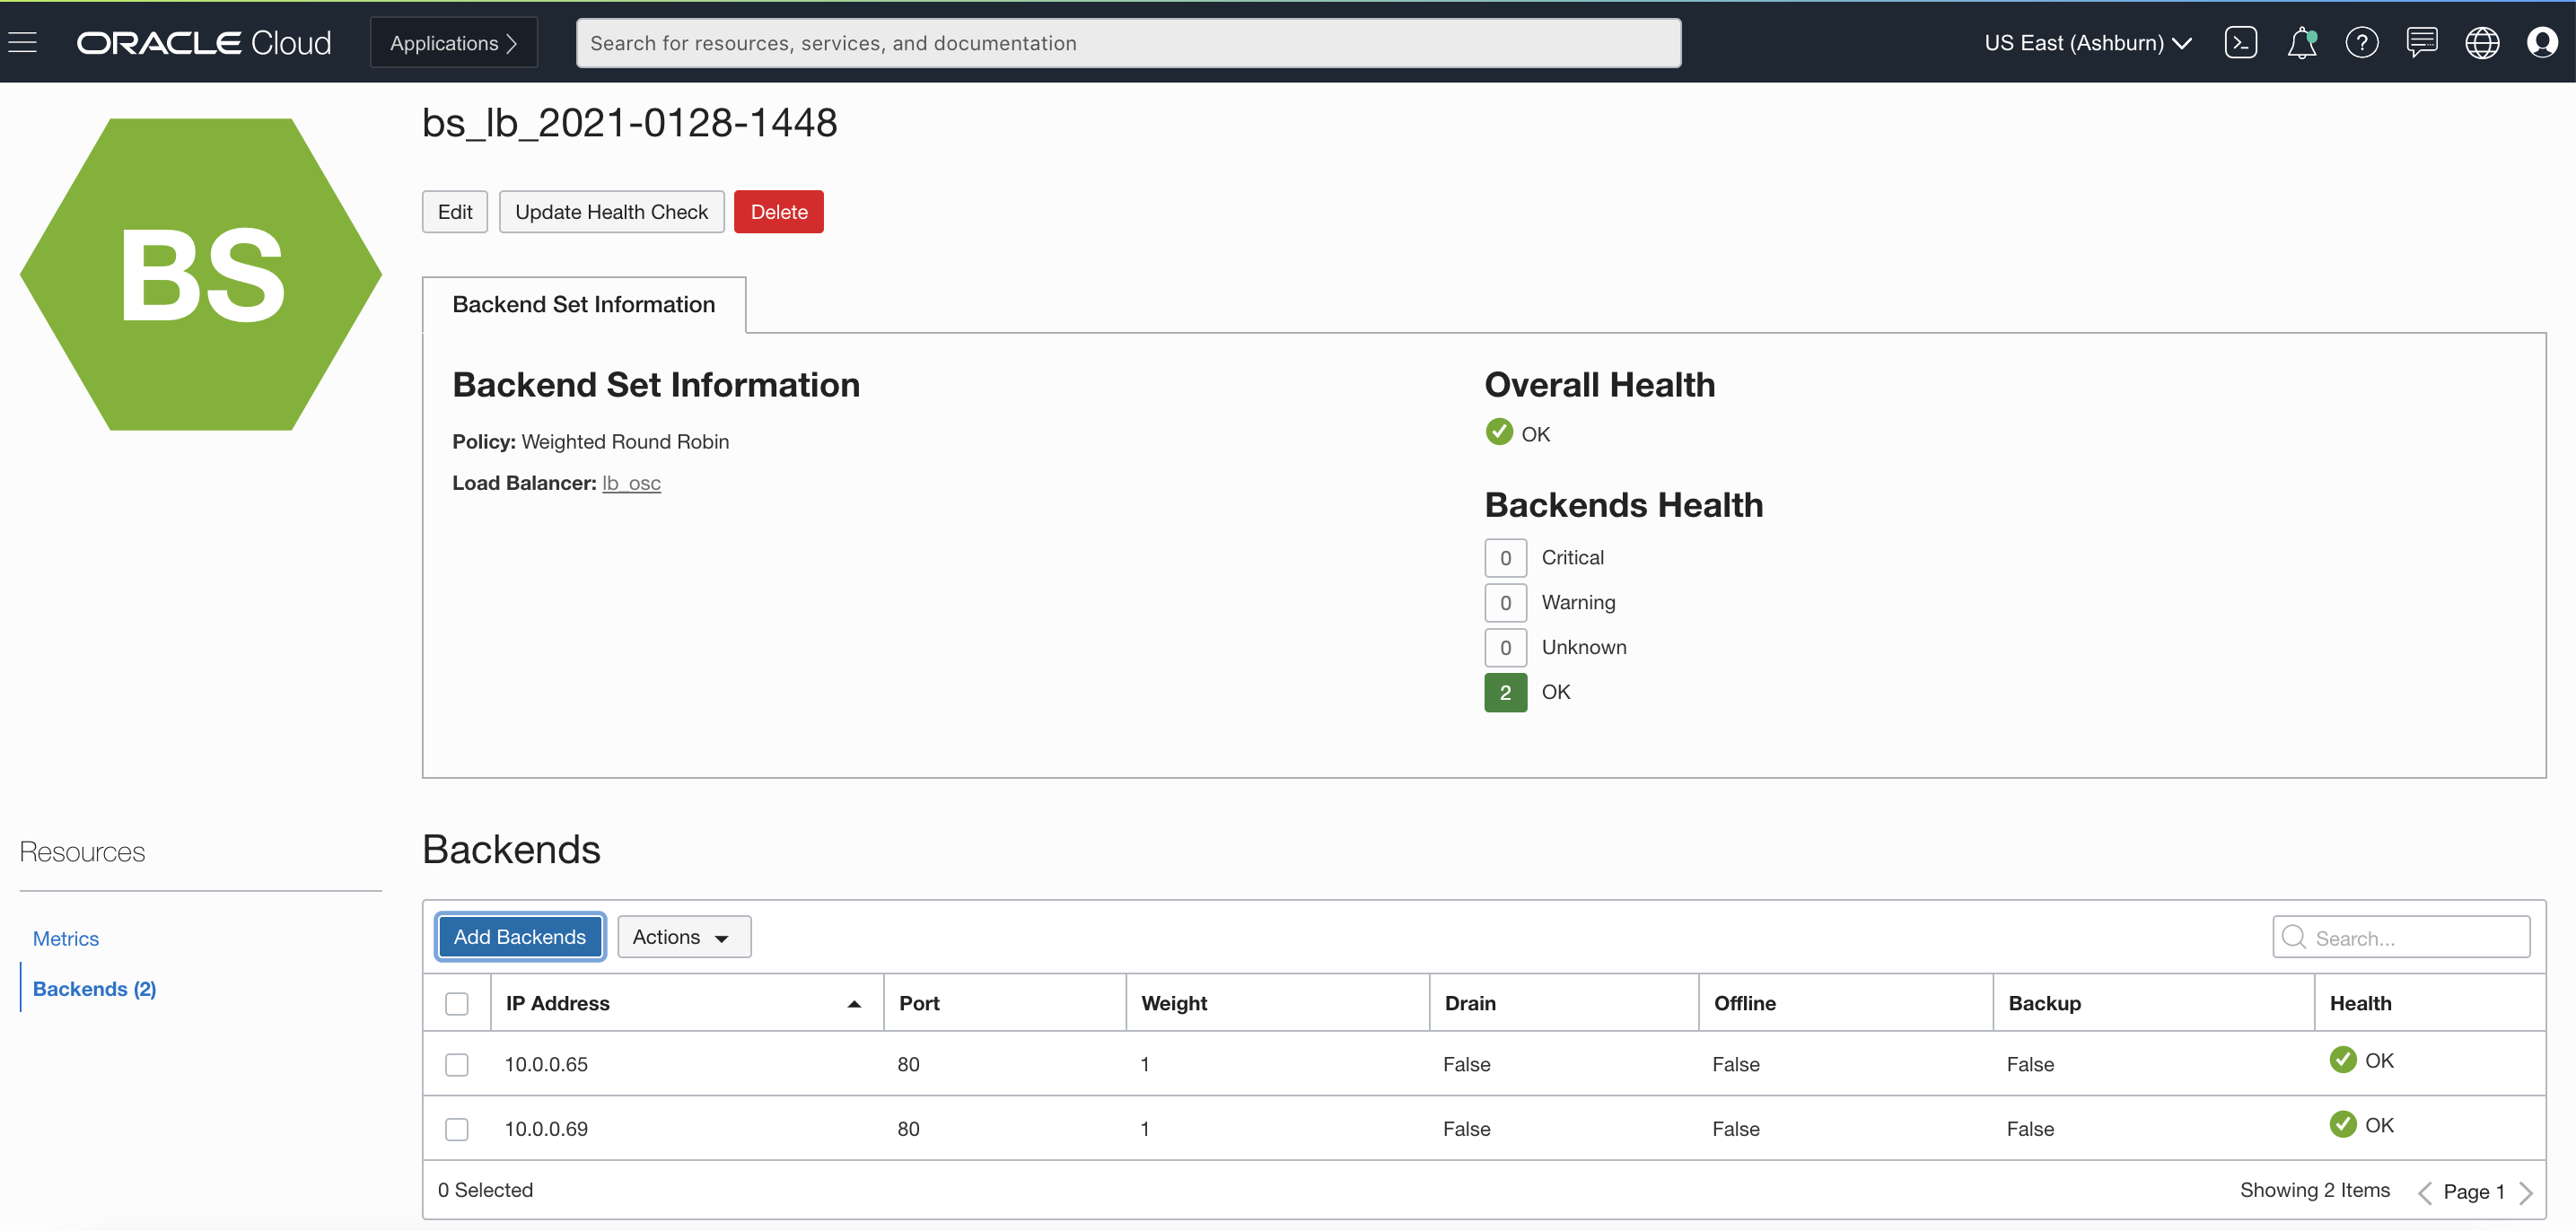 ORACLE Cloud
Applications
Search for resources, services, and documentation
US East (Ashburn)
BS
bs_lb_2021-0128-1448
Edit
Update Health Check
Delete
Backend Set Information
Backend Set Information
Policy: Weighted Round Robin
Load Balancer: lb_osc
Overall Health
OK
Backends Health
0 Critical
0 Warning
0 Unknown
2 OK
Resources
Metrics
Backends (2)
Backends
Add Backends
Actions
Search...
IP Address Port Weight Drain Offline Backup Health
10.0.0.65 80 1 False False False OK
10.0.0.69 80 1 False False False OK
0 Selected
Showing 2 Items
Page 1